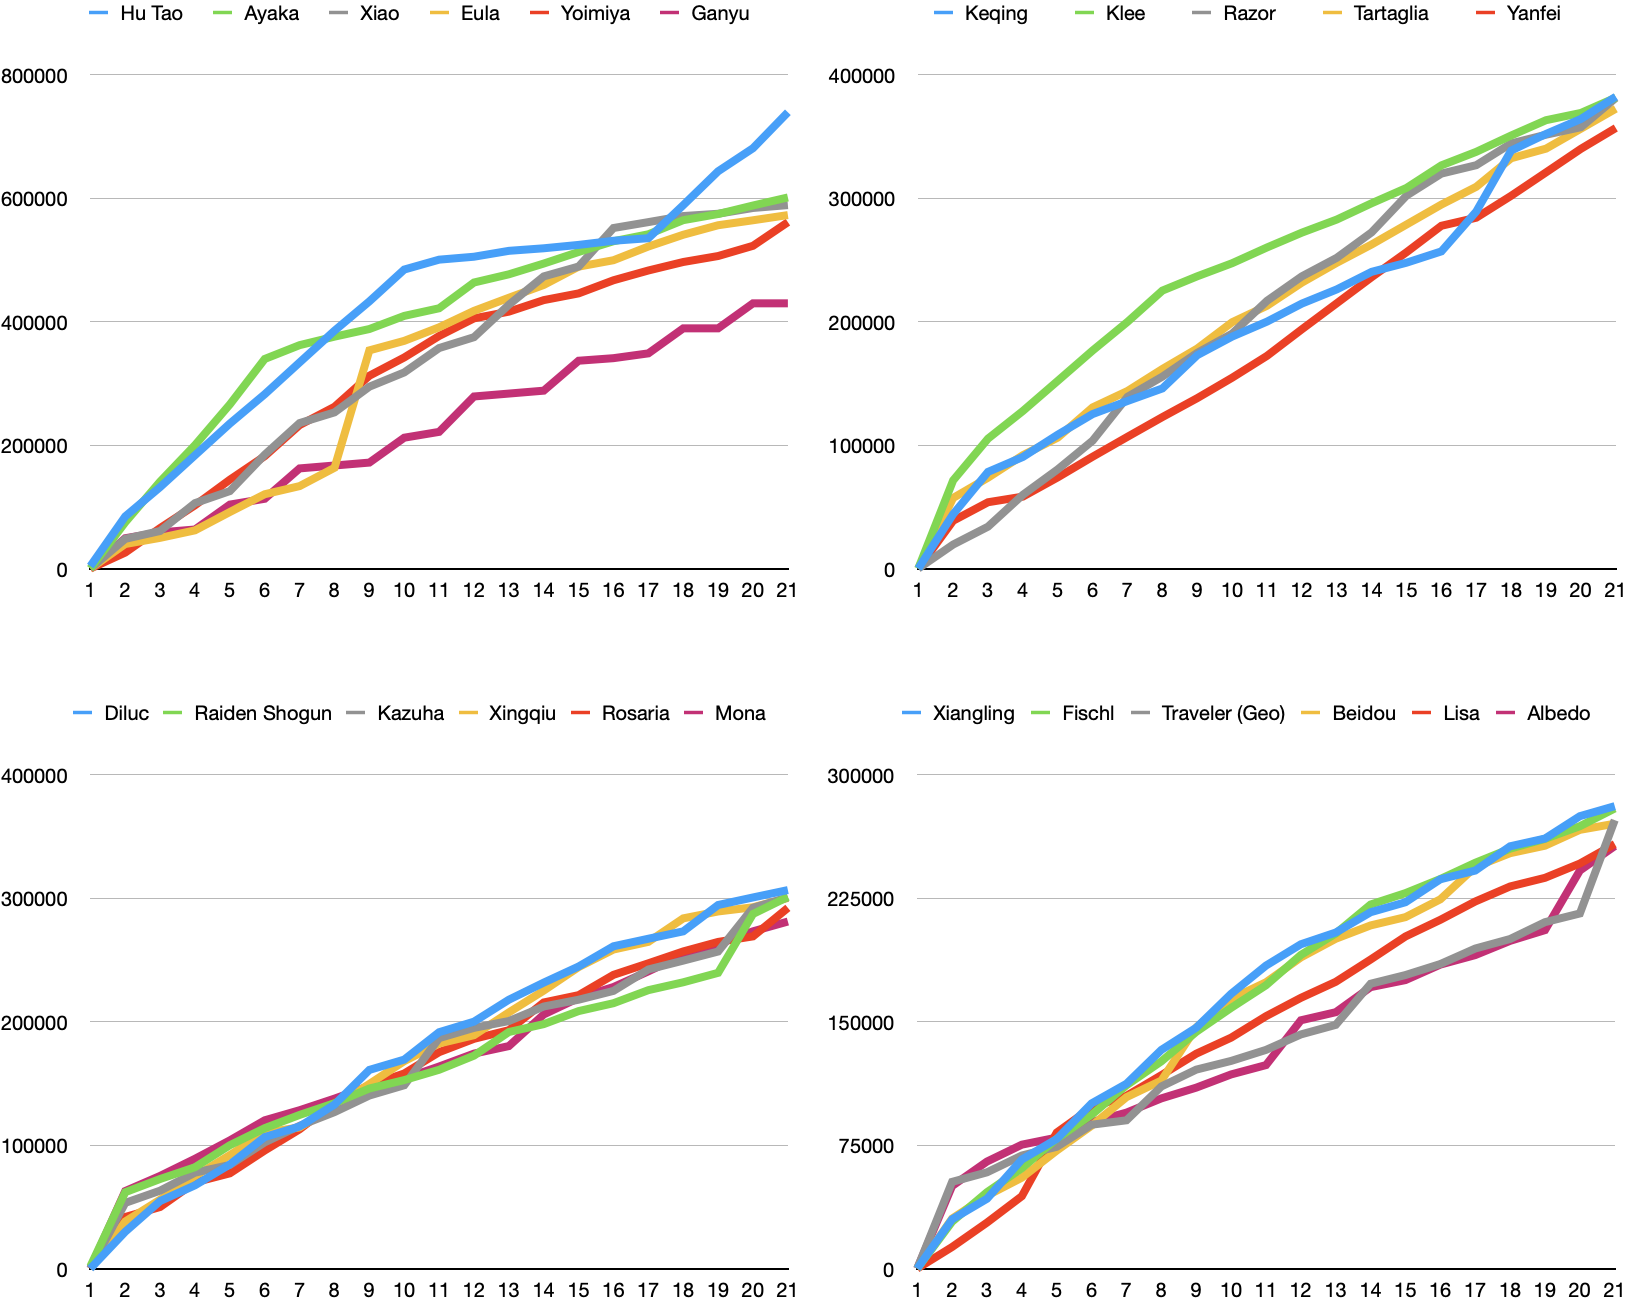 Hu Tao Ayaka Xiao Eula Yoimiya Ganyu
800000
600000
400000
200000
0
1 2 3 4 5 6 7 8 9 10 11 12 13 14 15 16 17 18 19 20 21
Keqing Klee Razor Tartaglia Yanfei
400000
300000
200000
100000
0
1 2 3 4 5 6 7 8 9 10 11 12 13 14 15 16 17 18 19 20 21
Diluc Raiden Shogun Kazuha Xingqiu Rosaria Mona
400000
300000
200000
100000
0
1 2 3 4 5 6 7 8 9 10 11 12 13 14 15 16 17 18 19 20 21
Xiangling Fischl Traveler (Geo) Beidou Lisa Albedo
300000
225000
150000
75000
0
1 2 3 4 5 6 7 8 9 10 11 12 13 14 15 16 17 18 19 20 21